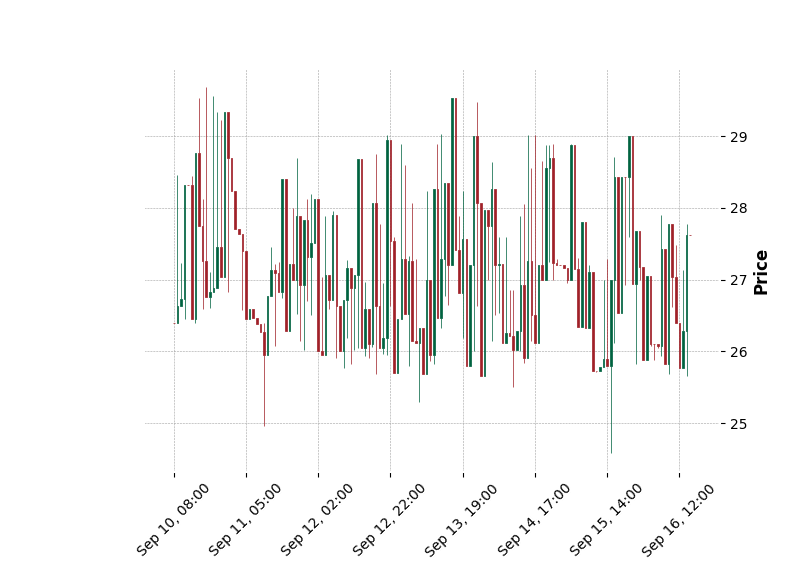 29
28
27
26
25
Price
Sep 10, 08:00
Sep 11, 05:00
Sep 12, 02:00
Sep 12, 22:00
Sep 13, 19:00
Sep 14, 17:00
Sep 15, 14:00
Sep 16, 12:00